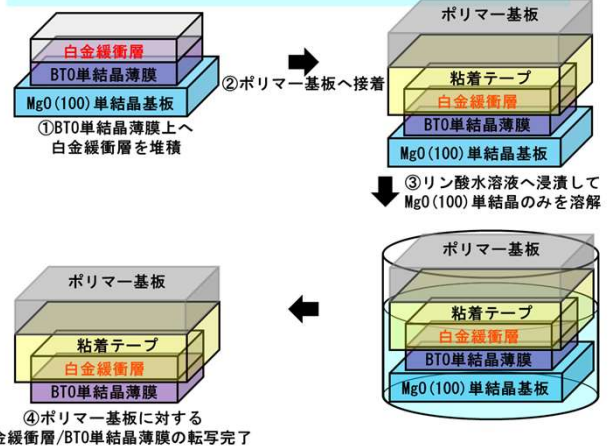 白金緩衝層
BTO単結晶薄膜
MgO(100)単結晶基板
①BTO単結晶薄膜上へ
白金緩衝層を堆積
②ポリマー基板へ接着
ポリマー基板
粘着テープ
白金緩衝層
BTO単結晶薄膜
MgO(100)単結晶基板
③リン酸水溶液へ浸漬して
MgO(100)単結晶のみを溶解
ポリマー基板
粘着テープ
白金緩衝層
BTO単結晶薄膜
MgO(100)単結晶基板
ポリマー基板
粘着テープ
白金緩衝層
BTO単結晶薄膜
④ポリマー基板に対する
金緩衝層/BTO単結晶薄膜の転写完了